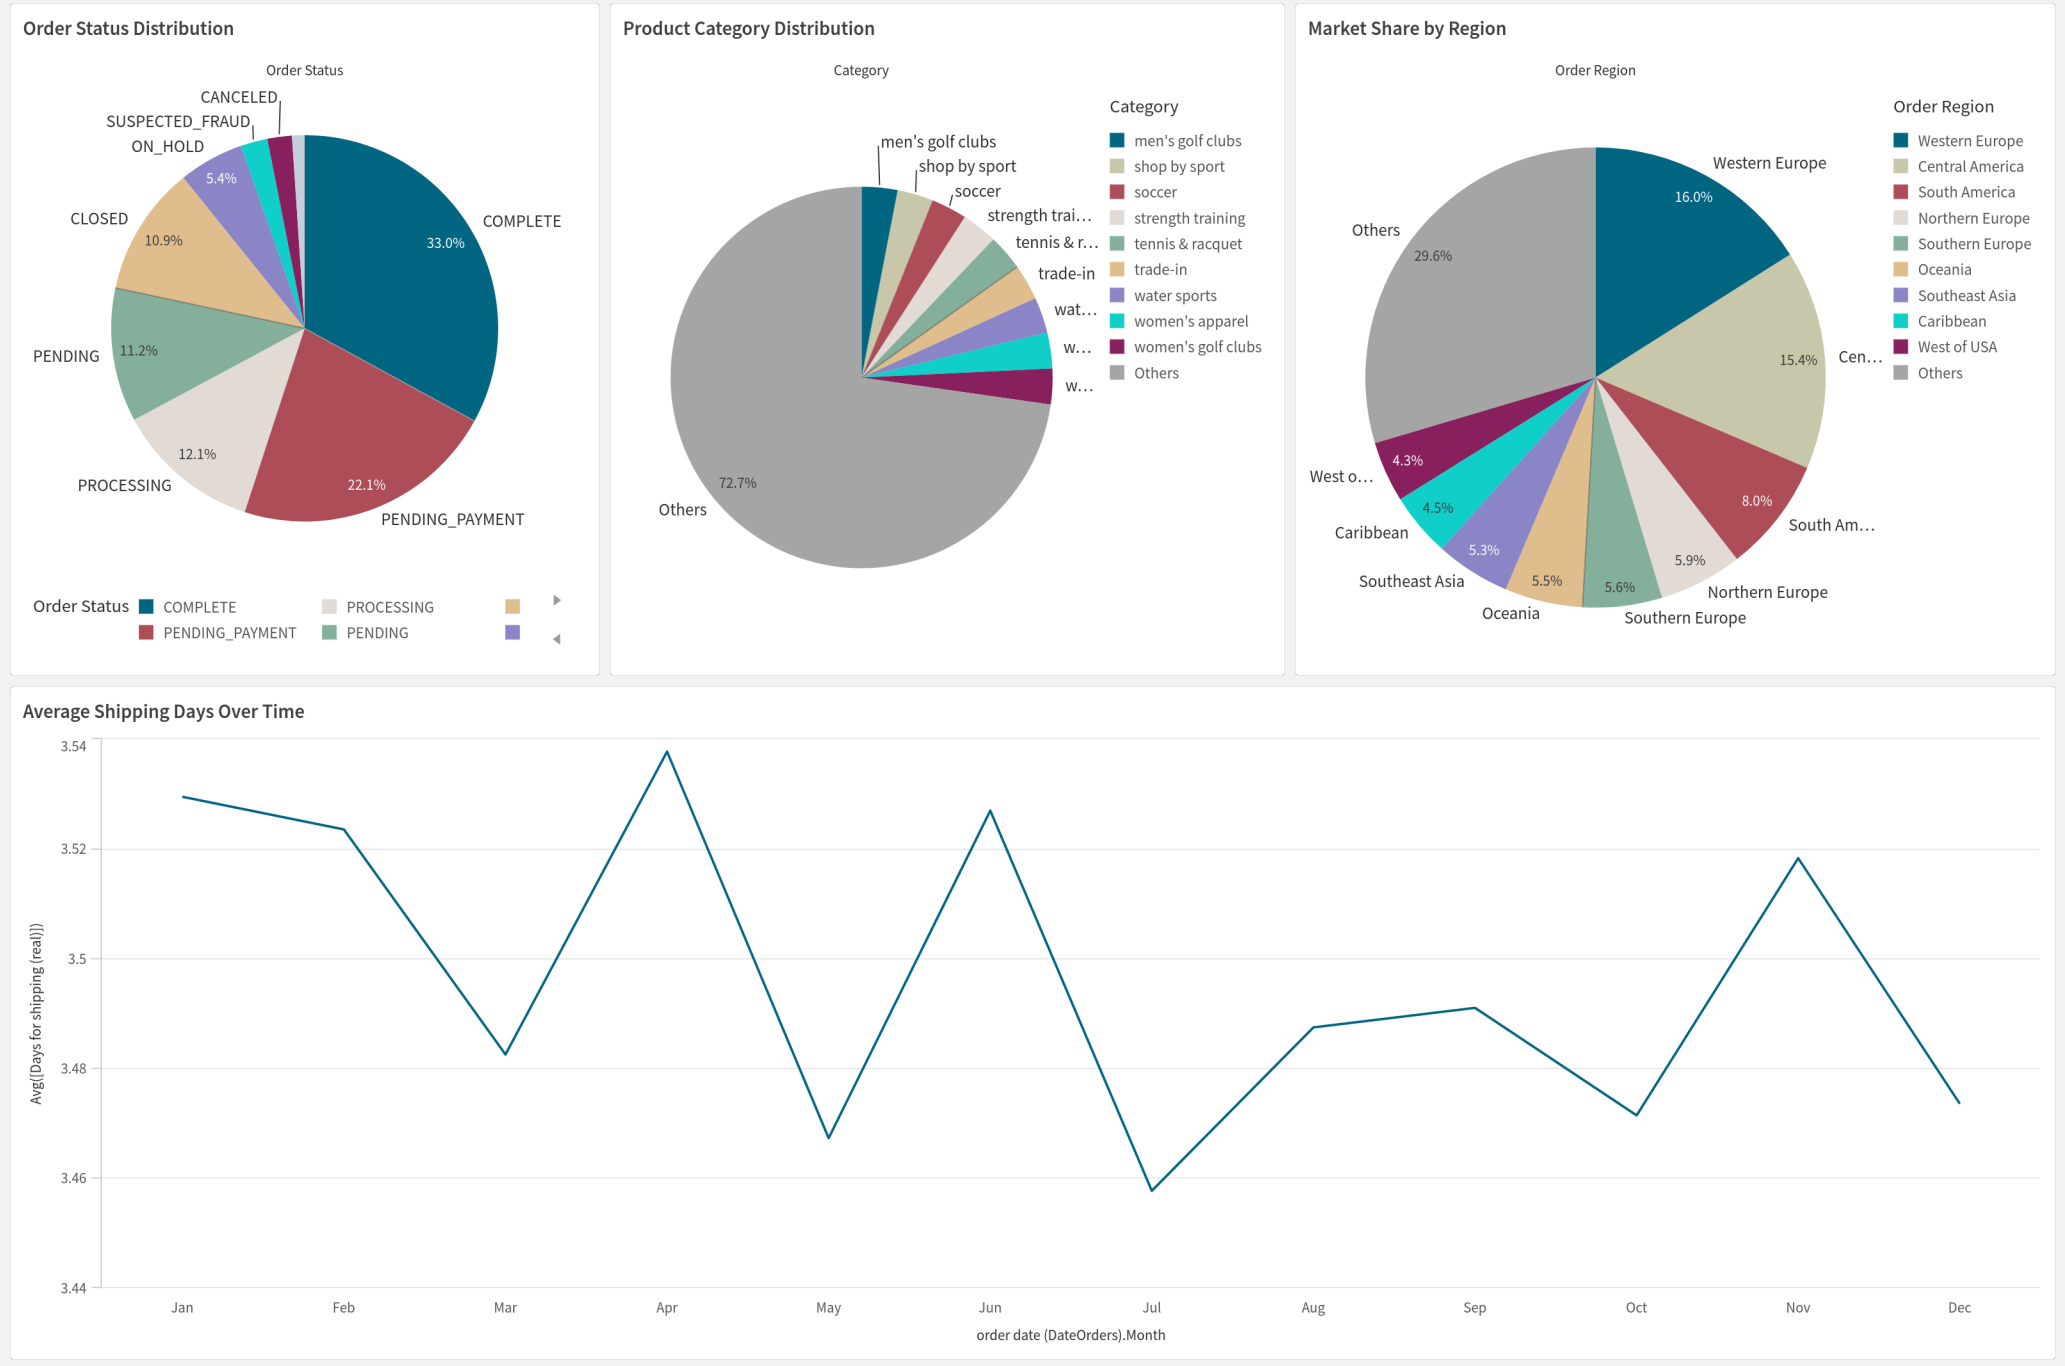 Order Status Distribution
Order Status
CANCELED
SUSPECTED_FRAUD
ON_HOLD
5.4%
CLOSED
10.9%
COMPLETE
33.0%
PENDING
11.2%
12.1%
PROCESSING
22.1%
PENDING_PAYMENT
Order Status
COMPLETE
PROCESSING
PENDING_PAYMENT
PENDING
Product Category Distribution
Category
men's golf clubs
shop by sport
soccer
strength trai...
tennis & r...
trade-in
wat...
w...
w...
72.7%
Others
Category
men's golf clubs
shop by sport
soccer
strength training
tennis & racquet
trade-in
water sports
women's apparel
women's golf clubs
Others
Market Share by Region
Order Region
Western Europe
16.0%
Others
29.6%
15.4%
Cen...
4.3%
West o...
8.0%
South Am...
4.5%
Caribbean
5.3%
Southeast Asia
5.5%
Oceania
5.6%
Southern Europe
5.9%
Northern Europe
Order Region
Western Europe
Central America
South America
Northern Europe
Southern Europe
Oceania
Southeast Asia
Caribbean
West of USA
Others
Average Shipping Days Over Time
Avg([Days for shipping (real)])
3.54
3.52
3.5
3.48
3.46
3.44
Jan
Feb
Mar
Apr
May
Jun
Jul
Aug
Sep
Oct
Nov
Dec
order date (DateOrders).Month